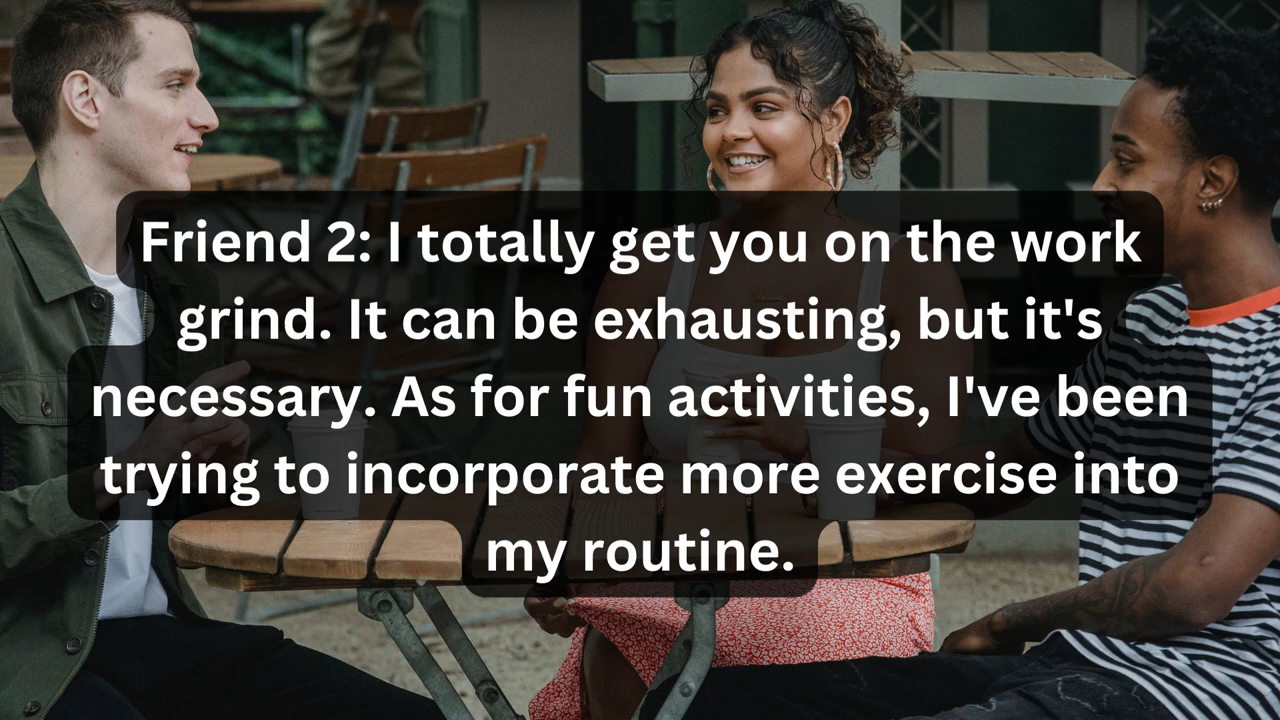 Friend 2: I totally get you on the work
grind. It can be exhausting, but it's
necessary. As for fun activities, I've been
trying to incorporate more exercise into
my routine.